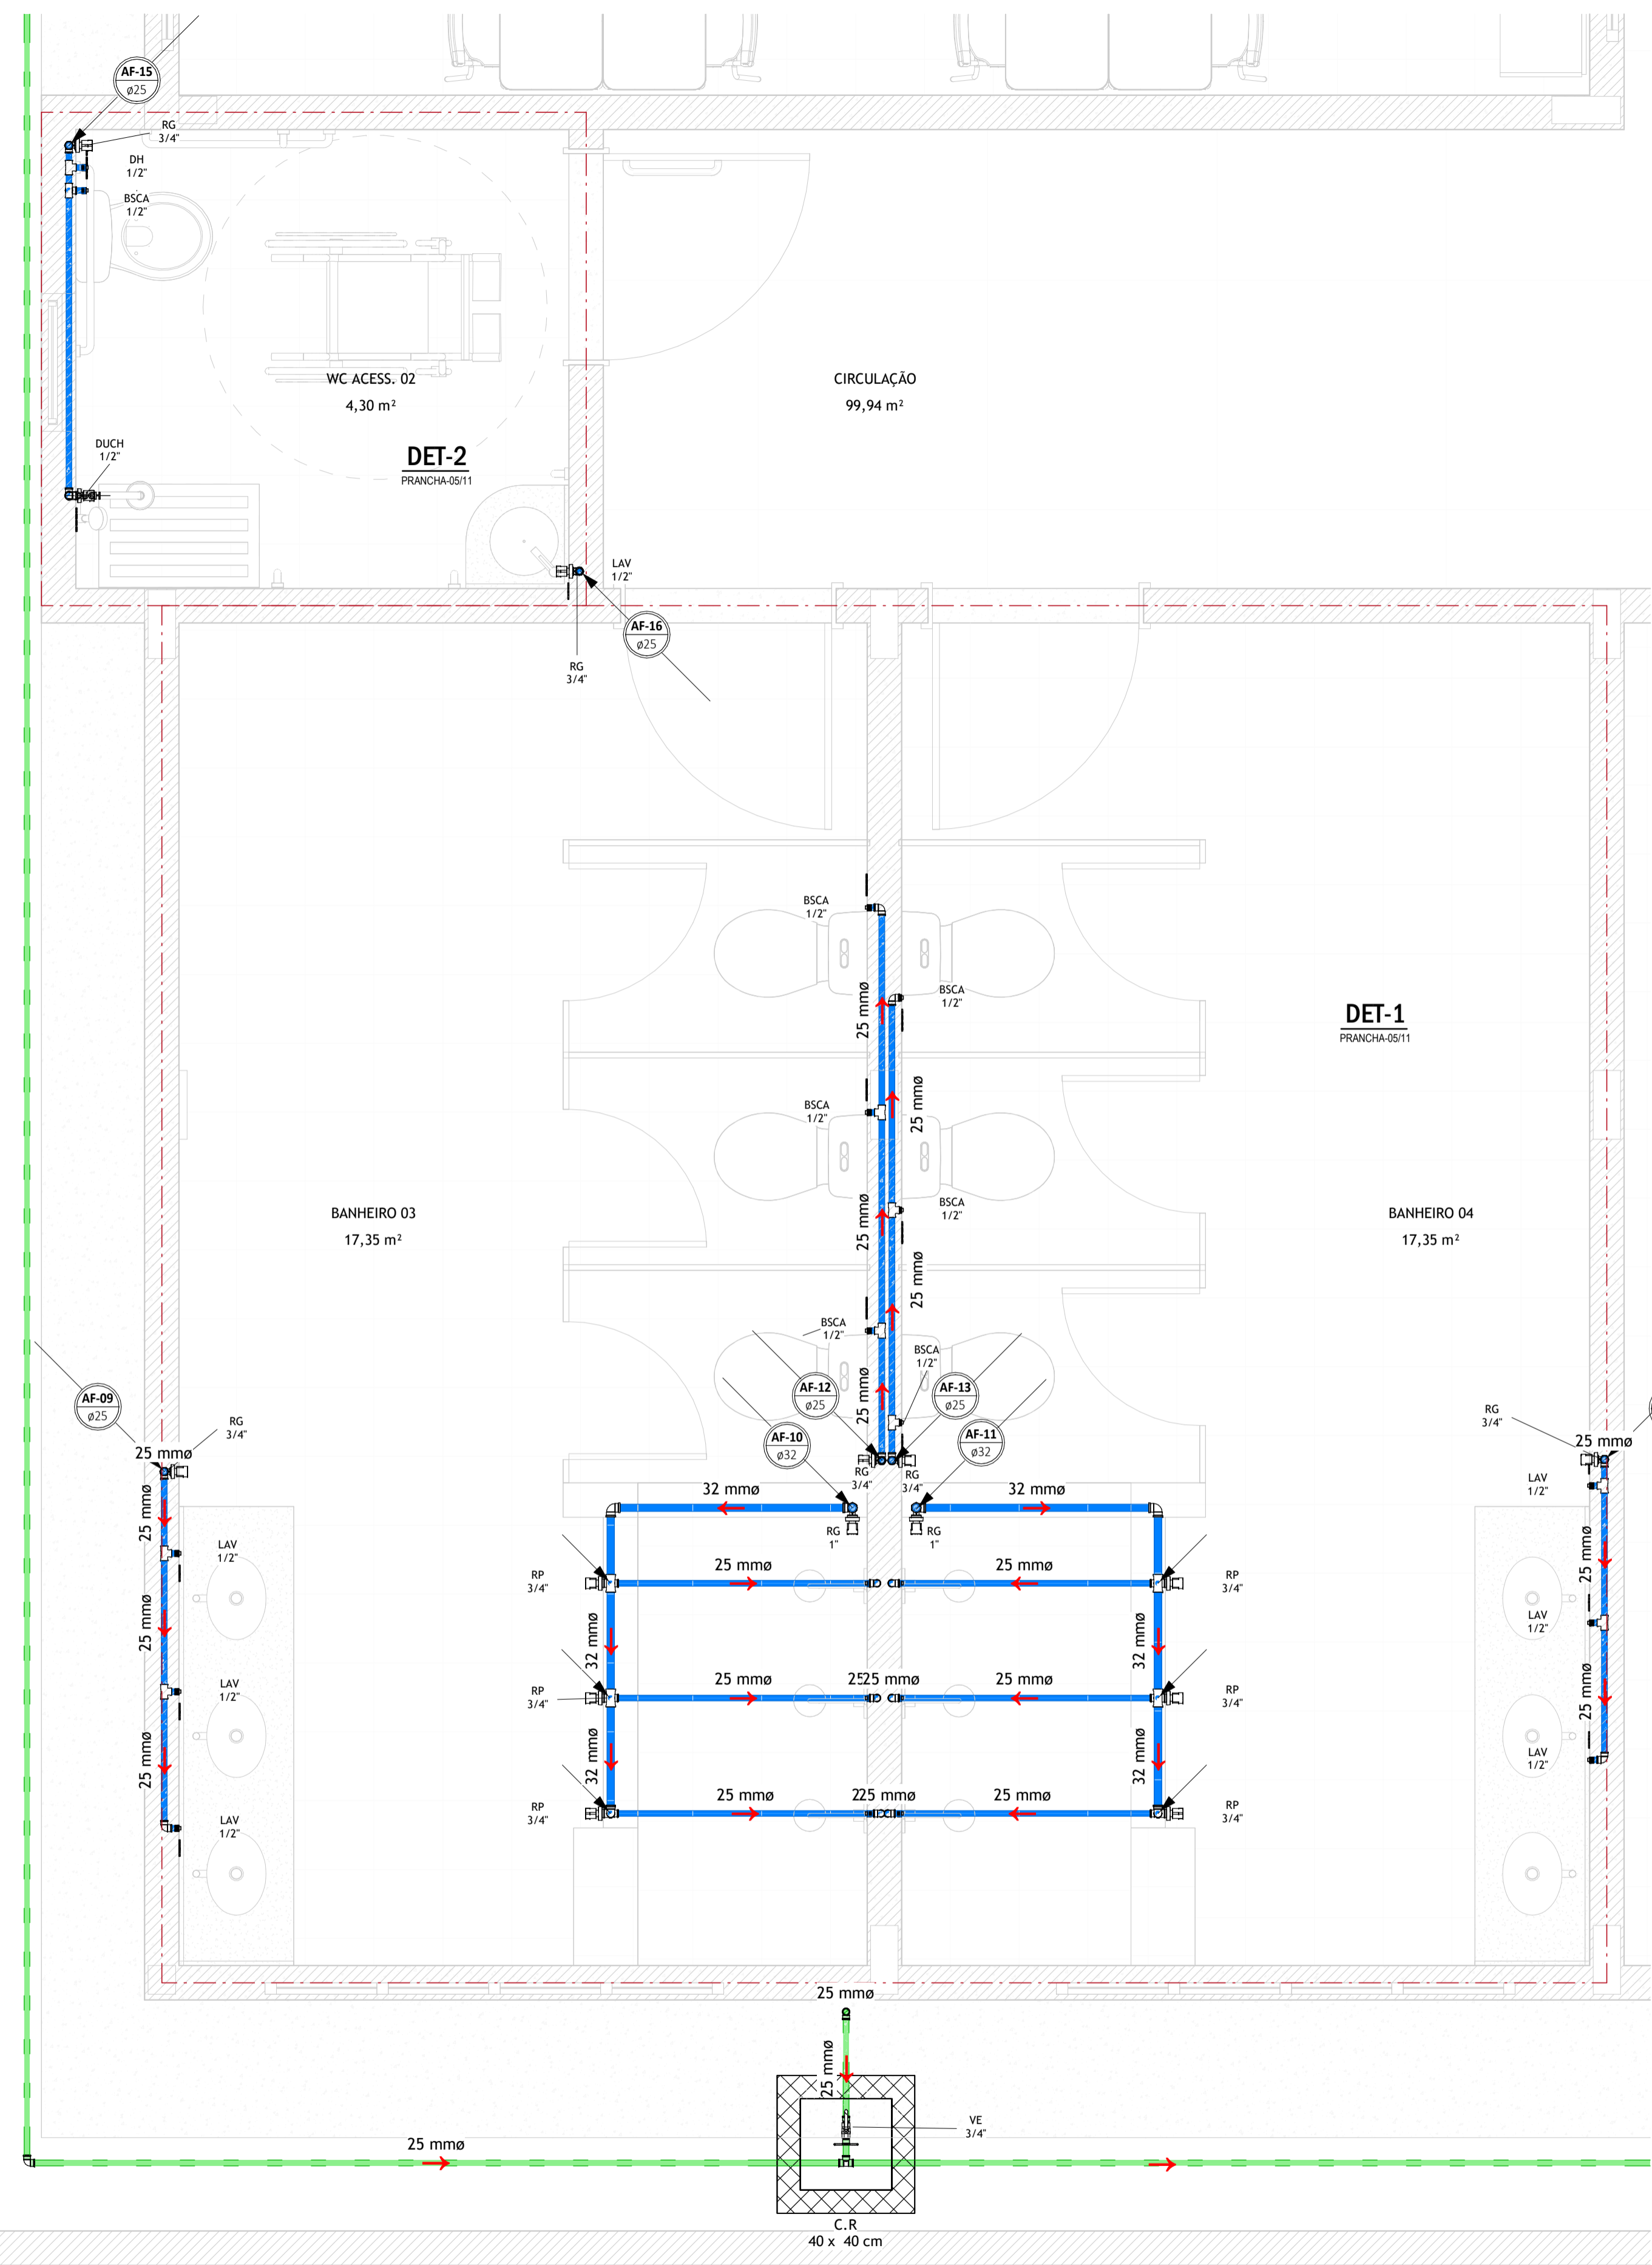 AF-15
ø25
RG
3/4"
DH
1/2"
BSCA
1/2"
WC ACESS. 02
4,30 m²
CIRCULAÇÃO
99,94 m²
DUCH
1/2"
DET-2
PRANCHA-05/11
LAV
1/2"
AF-16
ø25
RG
3/4"
BSCA
1/2"
BSCA
1/2"
25 mmø
DET-1
PRANCHA-05/11
BSCA
1/2"
25 mmø
BSCA
1/2"
25 mmø
BANHEIRO 03
17,35 m²
BANHEIRO 04
17,35 m²
25 mmø
BSCA
1/2"
BSCA
1/2"
25 mmø
AF-12
ø25
AF-13
ø25
AF-09
ø25
AF-10
ø32
AF-11
ø32
RG
3/4"
RG
3/4"
25 mmø
25 mmø
RG
3/4"
RG
3/4"
LAV
1/2"
32 mmø
32 mmø
25 mmø
RG
1"
RG
1"
LAV
1/2"
25 mmø
25 mmø
25 mmø
RP
3/4"
RP
3/4"
25 mmø
32 mmø
32 mmø
LAV
1/2"
LAV
1/2"
25 mmø
25 25 mmø
25 mmø
RP
3/4"
RP
3/4"
25 mmø
25 mmø
32 mmø
32 mmø
LAV
1/2"
LAV
1/2"
25 mmø
225 mmø
25 mmø
RP
3/4"
RP
3/4"
25 mmø
25 mmø
VE
3/4"
25 mmø
C.R
40 x 40 cm